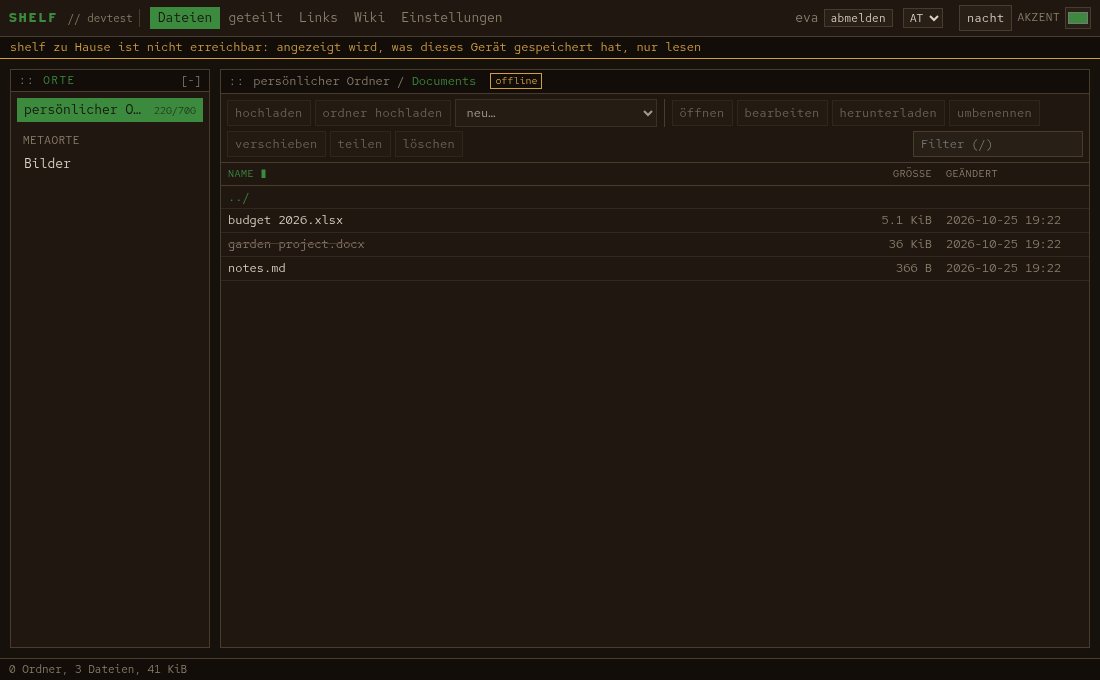 SHELF // devtest Dateien geteilt Links Wiki Einstellungen eva abmelden AT nacht AKZENT
shelf zu Hause ist nicht erreichbar: angezeigt wird, was dieses Gerät gespeichert hat, nur lesen
:: ORTE [-]
persönlicher O… 22G/70G
METAORTE
Bilder
:: persönlicher Ordner / Documents offline
hochladen ordner hochladen neu… öffnen bearbeiten herunterladen umbenennen
verschieben teilen löschen Filter (/)
NAME GRÖSSE GEÄNDERT
../
budget 2026.xlsx 5.1 KiB 2026-10-25 19:22
garden project.docx 36 KiB 2026-10-25 19:22
notes.md 366 B 2026-10-25 19:22
0 Ordner, 3 Dateien, 41 KiB